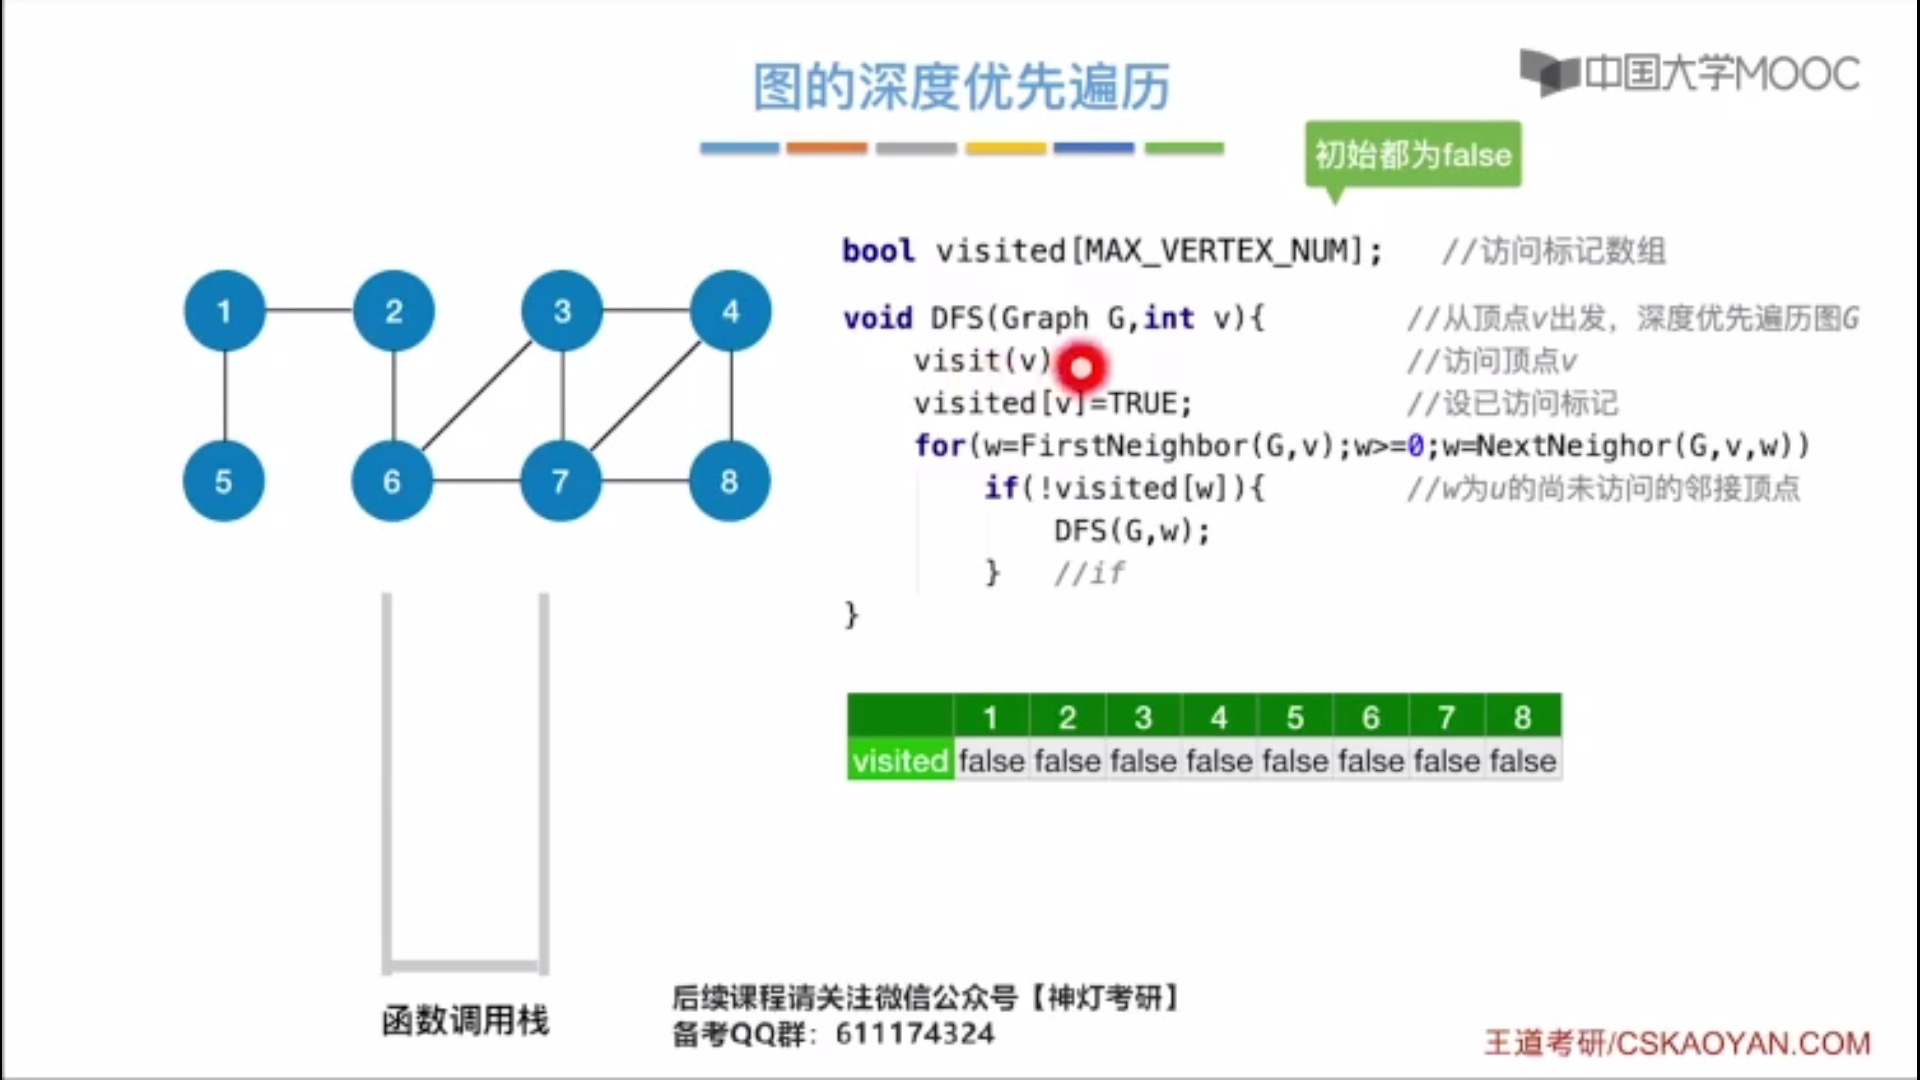 图的深度优先遍历
中国大学MOOC
初始都为false
bool visited[MAX_VERTEX_NUM]; //访问标记数组
void DFS(Graph G,int v){ //从顶点v出发，深度优先遍历图G
visit(v) //访问顶点v
visited[v]=TRUE; //设已访问标记
for(w=FirstNeighbor(G,v);w>=0;w=NextNeighor(G,v,w))
if(!visited[w]){ //w为u的尚未访问的邻接顶点
DFS(G,w);
} //if
}
1 2 3 4
5 6 7 8
1 2 3 4 5 6 7 8
visited false false false false false false false false
函数调用栈
后续课程请关注微信公众号【神灯考研】
备考QQ群：611174324
王道考研/CSKAOYAN.COM